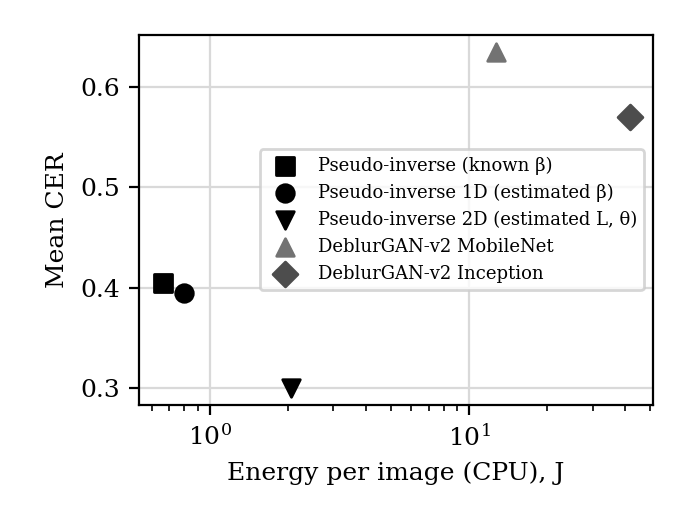 0.6
0.5
0.4
0.3
Mean CER
Pseudo-inverse (known β)
Pseudo-inverse 1D (estimated β)
Pseudo-inverse 2D (estimated L, θ)
DeblurGAN-v2 MobileNet
DeblurGAN-v2 Inception
10⁰ 10¹
Energy per image (CPU), J